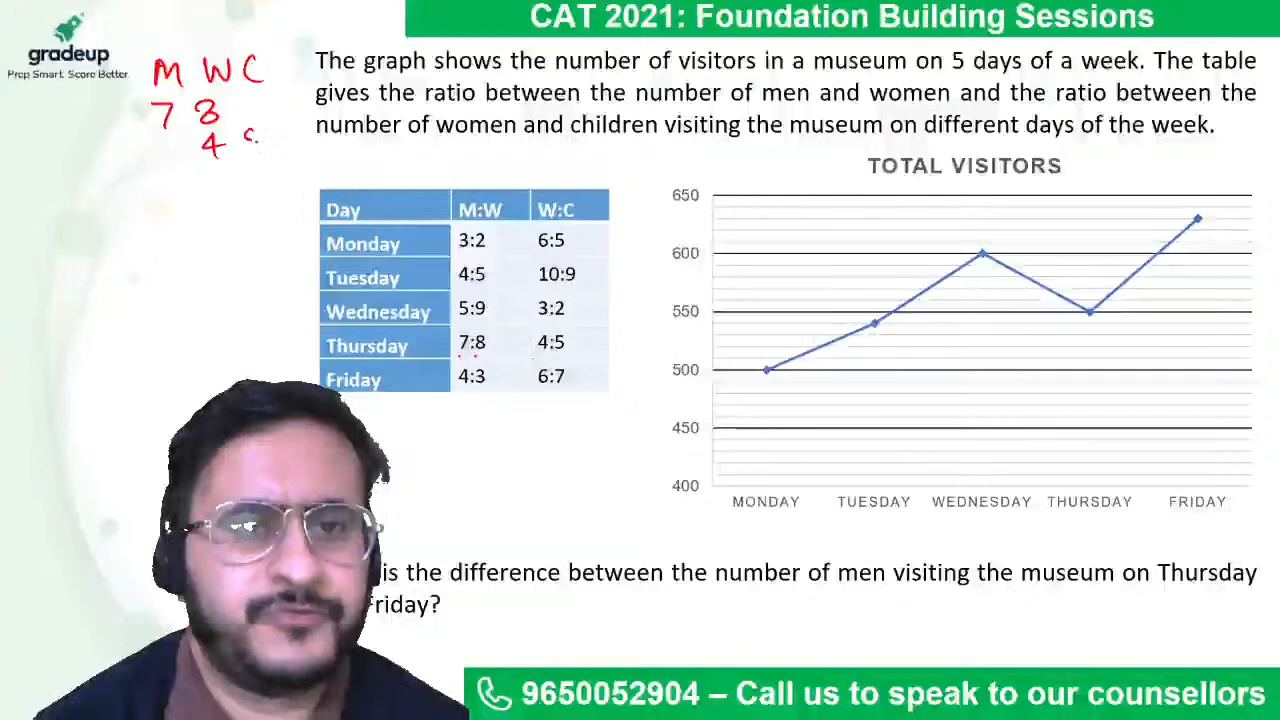 CAT 2021: Foundation Building Sessions
gradeup
Prep Smart. Score Better.
M W C
7 8
4
The graph shows the number of visitors in a museum on 5 days of a week. The table
gives the ratio between the number of men and women and the ratio between the
number of women and children visiting the museum on different days of the week.
Day M:W W:C
Monday 3:2 6:5
Tuesday 4:5 10:9
Wednesday 5:9 3:2
Thursday 7:8 4:5
Friday 4:3 6:7
TOTAL VISITORS
650
600
550
500
450
400
MONDAY TUESDAY WEDNESDAY THURSDAY FRIDAY
is the difference between the number of men visiting the museum on Thursday
Friday?
9650052904 – Call us to speak to our counsellors